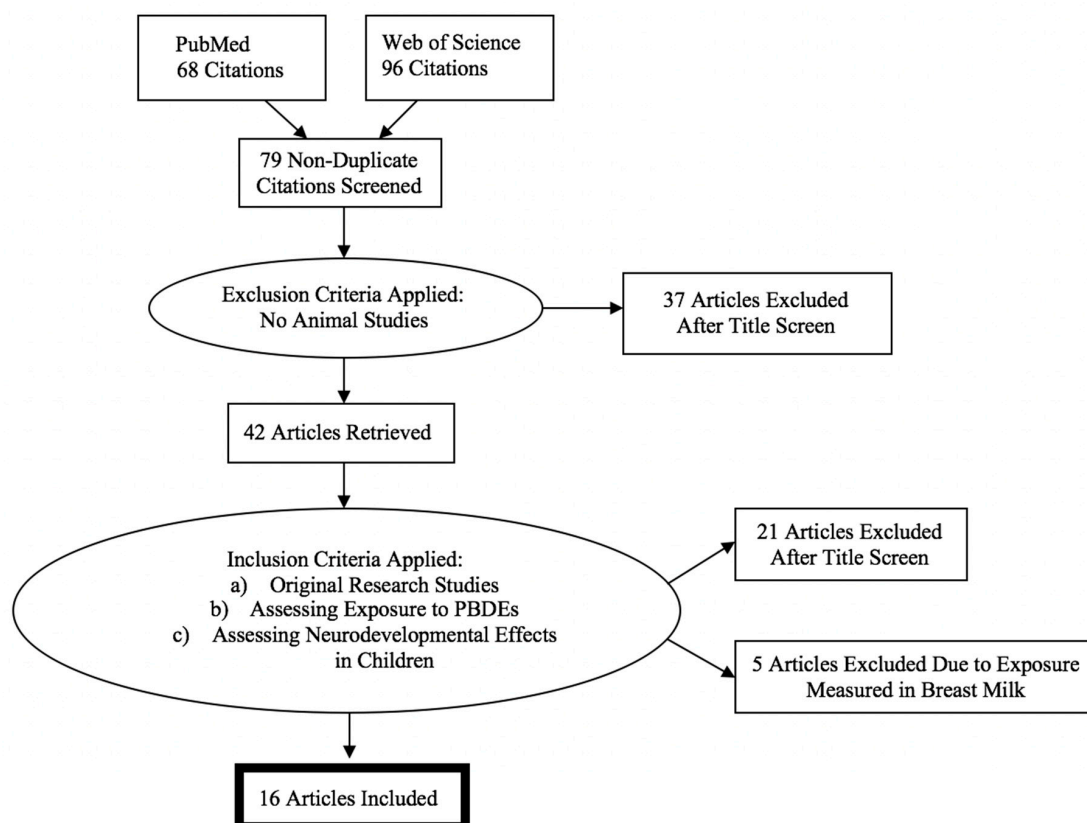 PubMed
68 Citations
Web of Science
96 Citations
79 Non-Duplicate
Citations Screened
Exclusion Criteria Applied:
No Animal Studies
37 Articles Excluded
After Title Screen
42 Articles Retrieved
Inclusion Criteria Applied:
a) Original Research Studies
b) Assessing Exposure to PBDEs
c) Assessing Neurodevelopmental Effects
in Children
21 Articles Excluded
After Title Screen
5 Articles Excluded Due to Exposure
Measured in Breast Milk
16 Articles Included